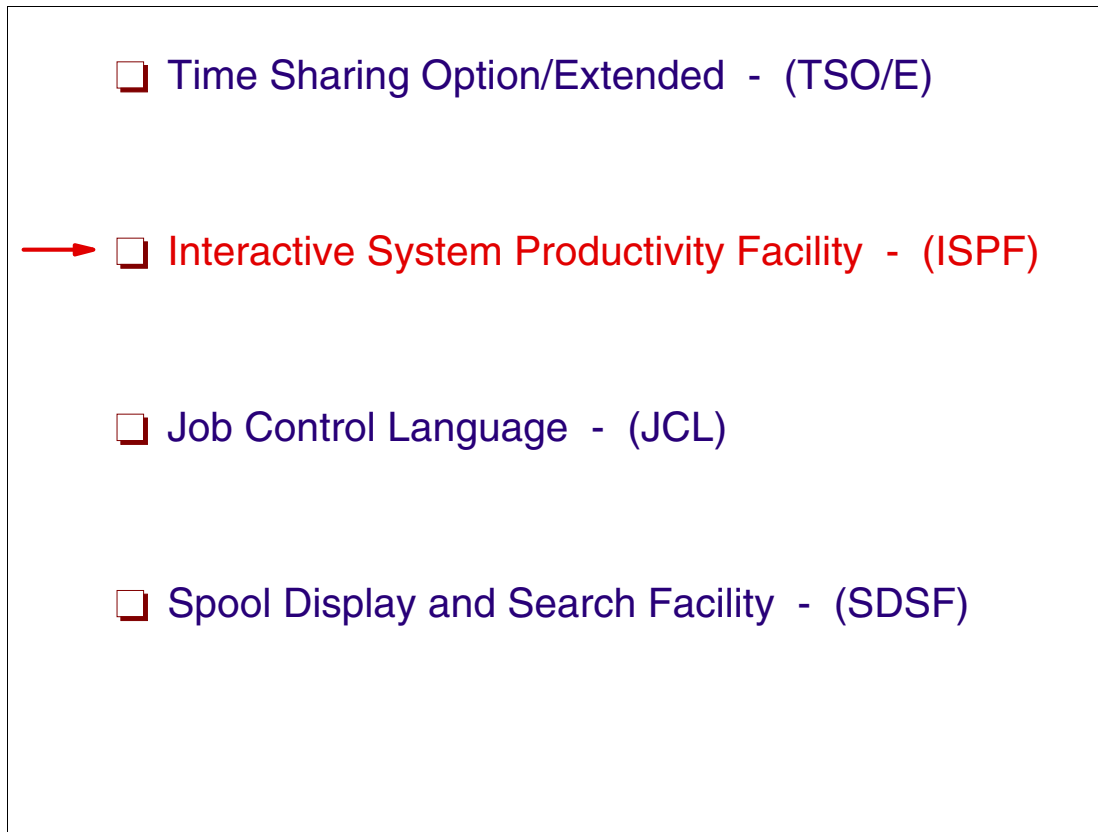 Time Sharing Option/Extended - (TSO/E)
Interactive System Productivity Facility - (ISPF)
Job Control Language - (JCL)
Spool Display and Search Facility - (SDSF)